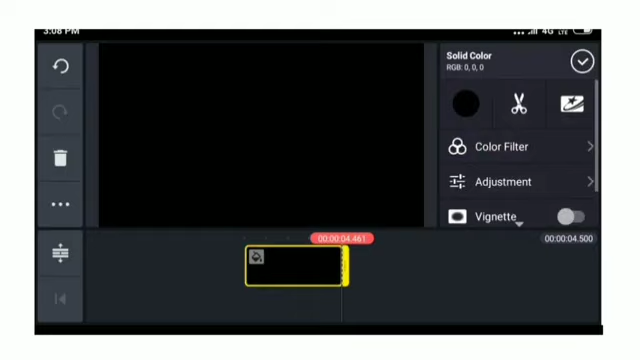 3:08 PM
4G LTE
Solid Color
RGB: 0, 0, 0
Color Filter
Adjustment
Vignette
00:00:04.461
00:00:04.500